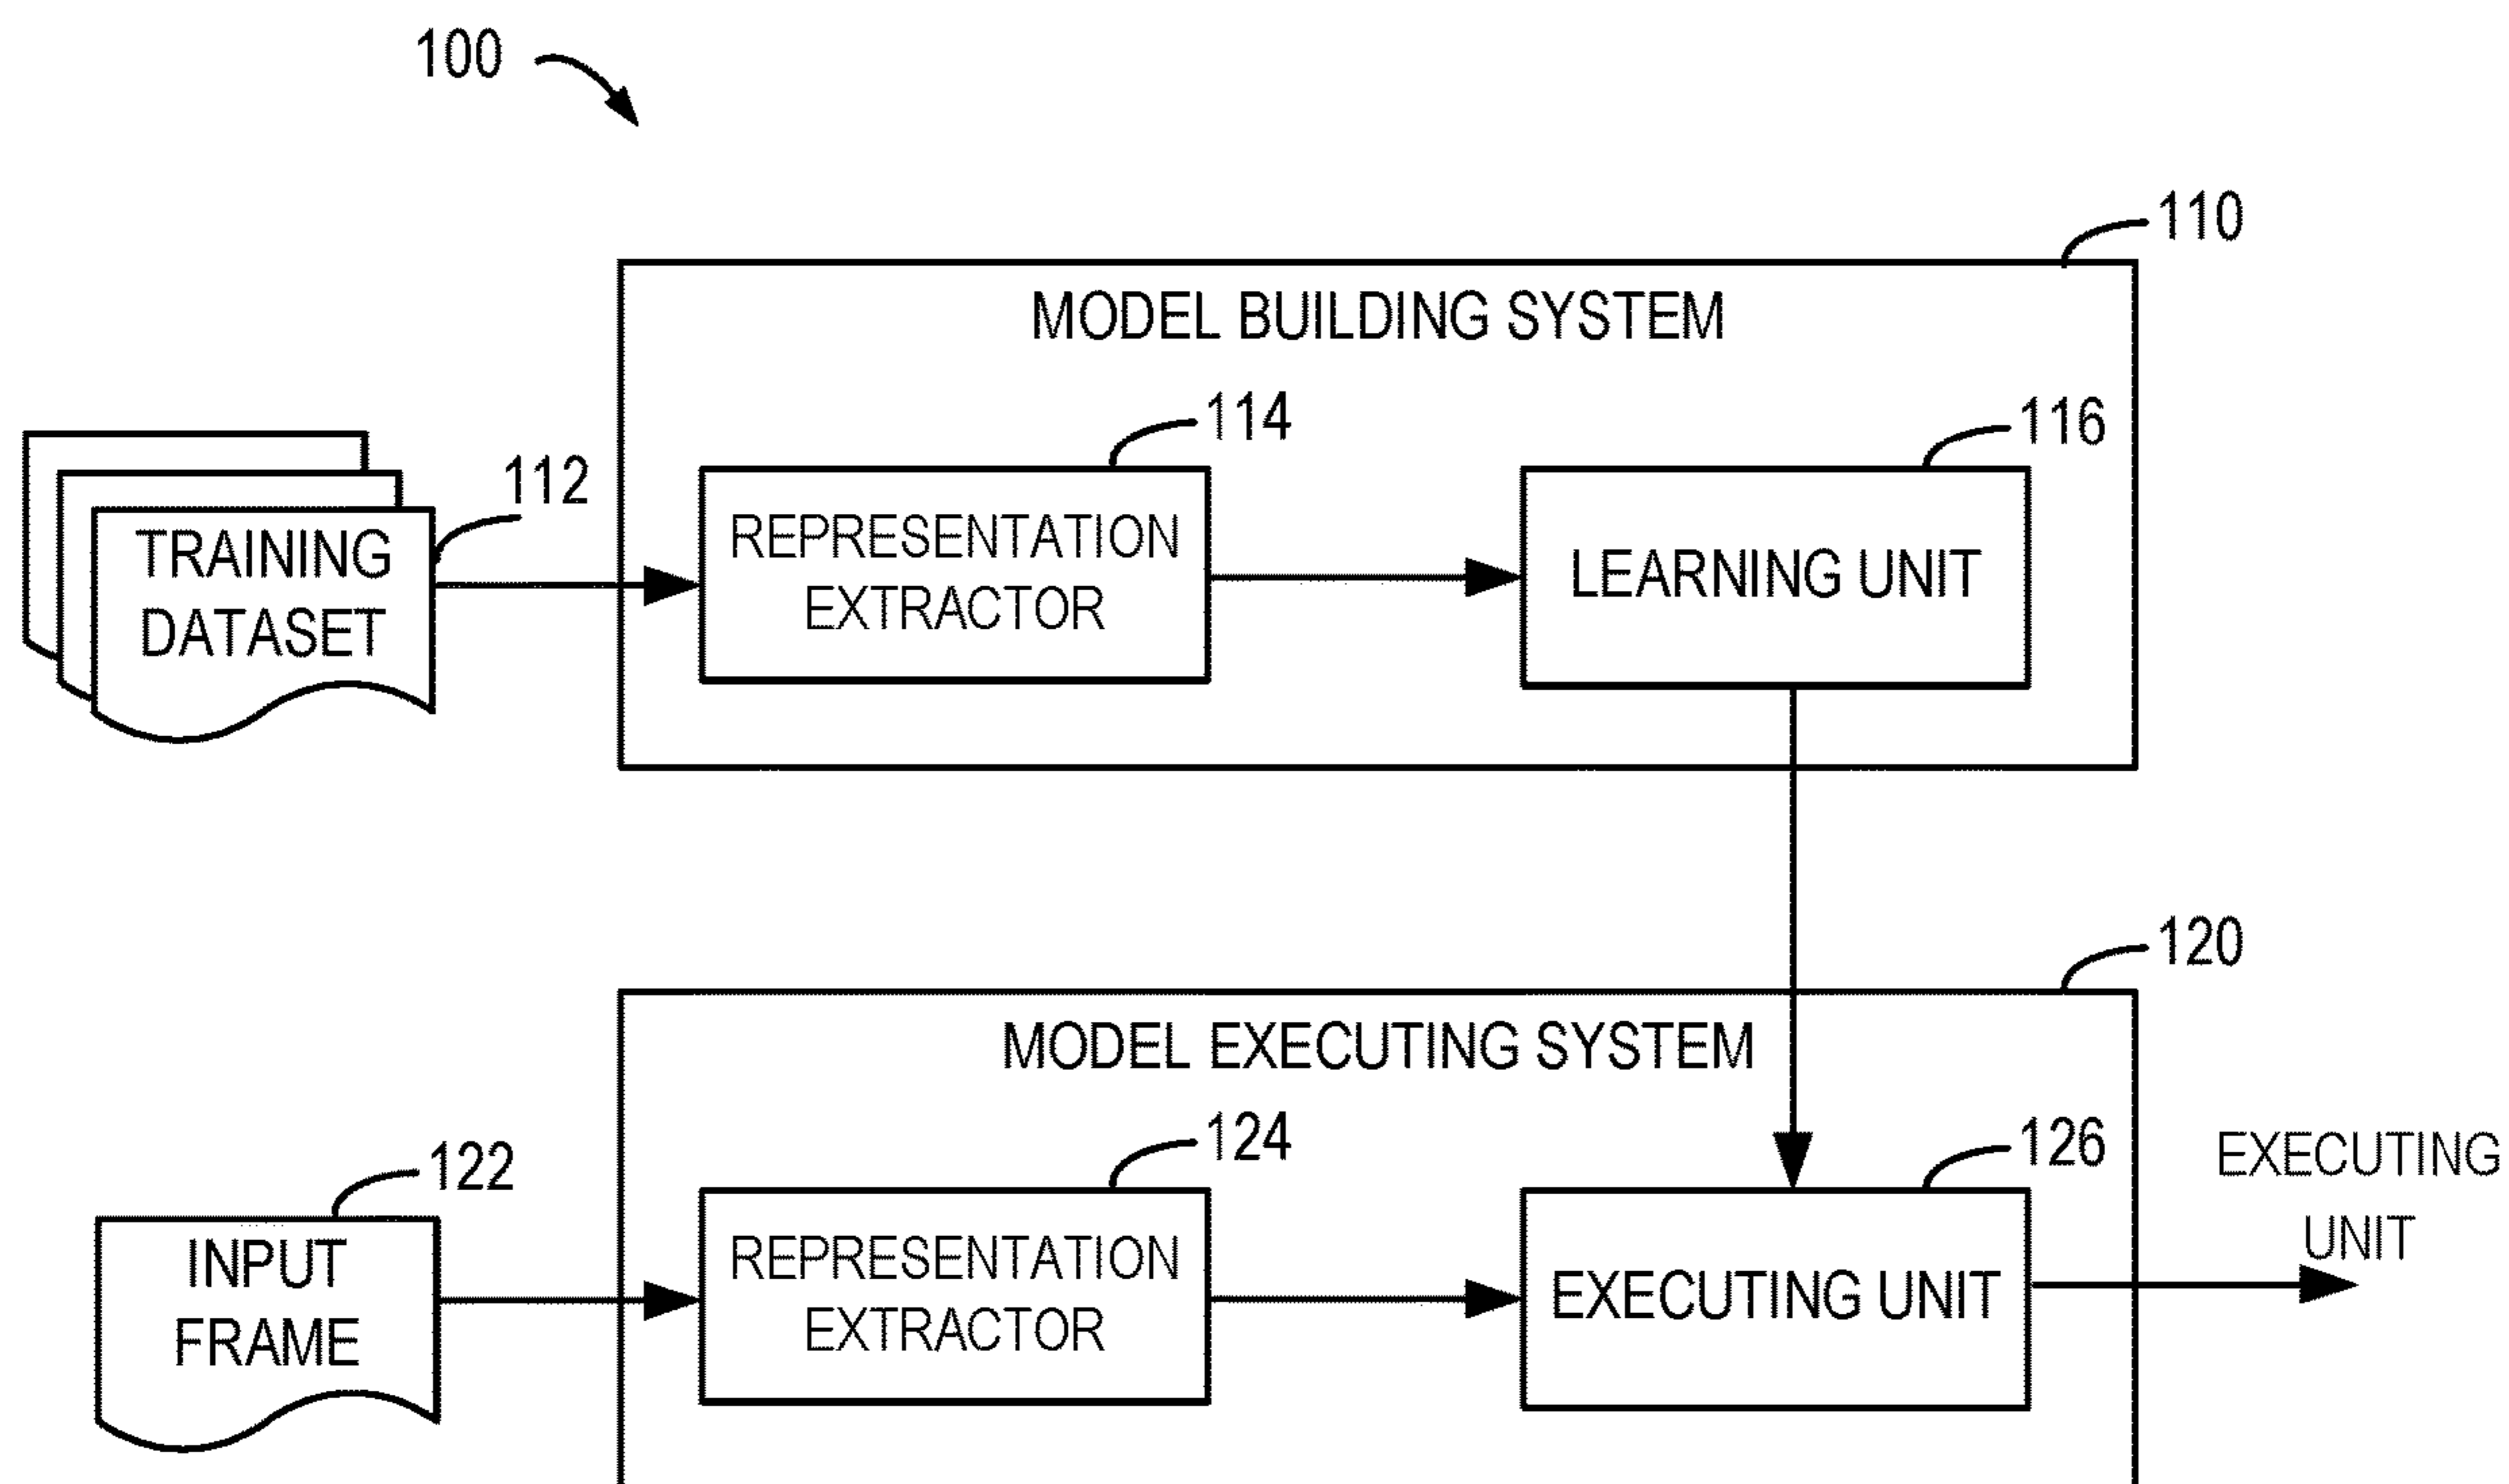 100
110
MODEL BUILDING SYSTEM
114
116
112
TRAINING
DATASET
REPRESENTATION
EXTRACTOR
LEARNING UNIT
120
MODEL EXECUTING SYSTEM
124
126
122
EXECUTING
UNIT
INPUT
FRAME
REPRESENTATION
EXTRACTOR
EXECUTING UNIT